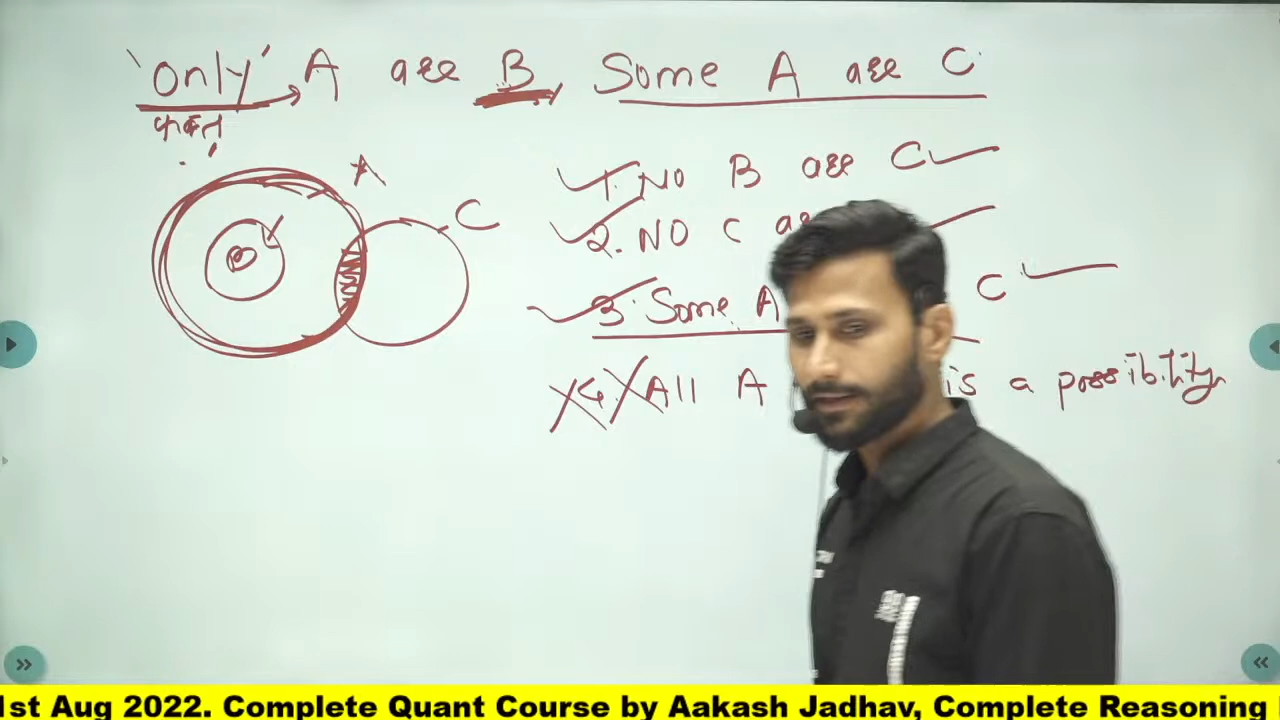 'Only' A are B, Some A are C
फक्त
A
C
B
1. No B are C
2. NO C a
3. Some A C
4. All A is a possibility
1st Aug 2022. Complete Quant Course by Aakash Jadhav, Complete Reasoning